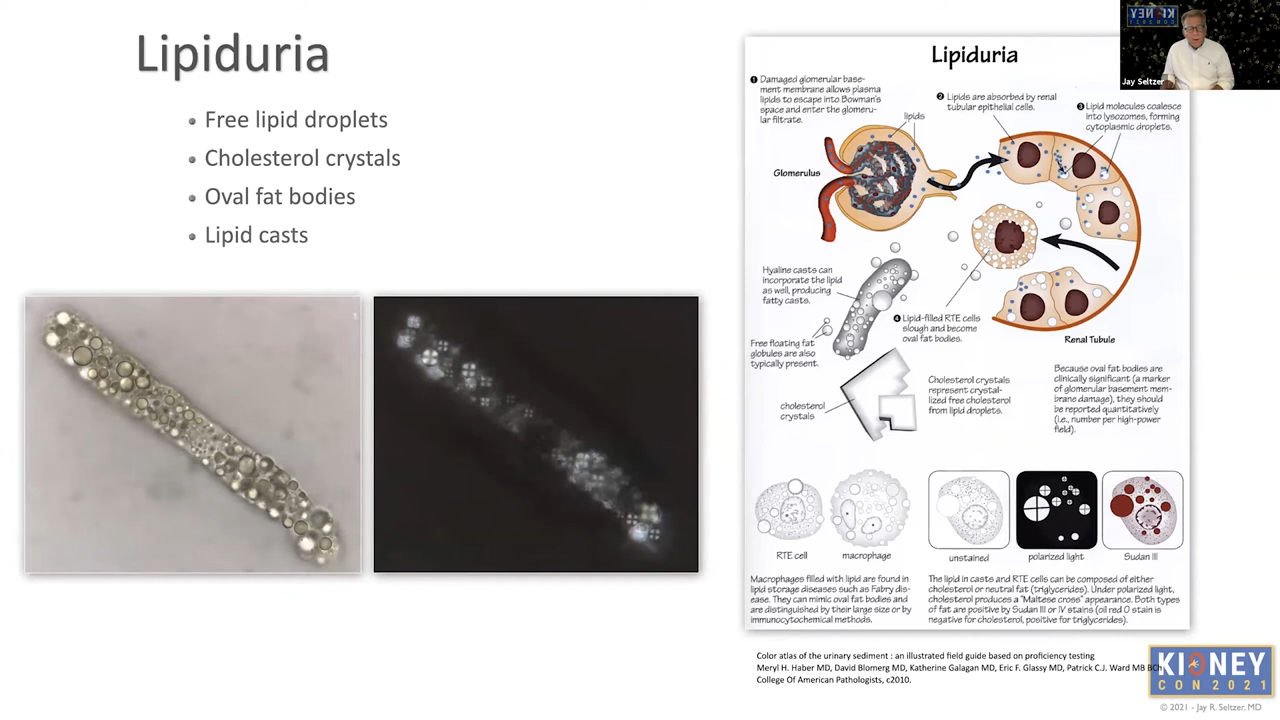 Lipiduria
Free lipid droplets
Cholesterol crystals
Oval fat bodies
Lipid casts
Lipiduria
❶ Damaged glomerular base-
ment membrane allows plasma
lipids to escape into Bowman's
space and enter the glomeru-
lar filtrate.
❷ Lipids are absorbed by renal
tubular epithelial cells.
❸ Lipid molecules coalesce
into lysozomes, forming
cytoplasmic droplets.
lipids
Glomerulus
Hyaline casts can
incorporate the lipid
as well, producing
fatty casts.
❹ Lipid-filled RTE cells
slough and become
oval fat bodies.
Renal Tubule
Free floating fat
globules are also
typically present.
cholesterol
crystals
Cholesterol crystals
represent crystal-
lized free cholesterol
from lipid droplets.
Because oval fat bodies are
clinically significant (a marker
of glomerular basement mem-
brane damage), they should
be reported quantitatively
(i.e., number per high-power
field).
RTE cell
macrophage
unstained
polarized light
Sudan III
Macrophages filled with lipid are found in
lipid storage diseases such as Fabry dis-
ease. They can mimic oval fat bodies and
are distinguished by their large size or by
immunocytochemical methods.
The lipid in casts and RTE cells can be composed of either
cholesterol or neutral fat (triglycerides). Under polarized light,
cholesterol produces a "Maltese cross" appearance. Both types
of fat are positive by Sudan III or IV stains (oil red O stain is
negative for cholesterol, positive for triglycerides).
Color atlas of the urinary sediment : an illustrated field guide based on proficiency testing
Meryl H. Haber MD, David Blomerg MD, Katherine Galagan MD, Eric F. Glassy MD, Patrick C.J. Ward MB BCh
College Of American Pathologists, c2010.
KIDNEY
CON 2021
© 2021 - Jay R. Seltzer, MD
KIDNEY
CON 2021
Jay Seltzer